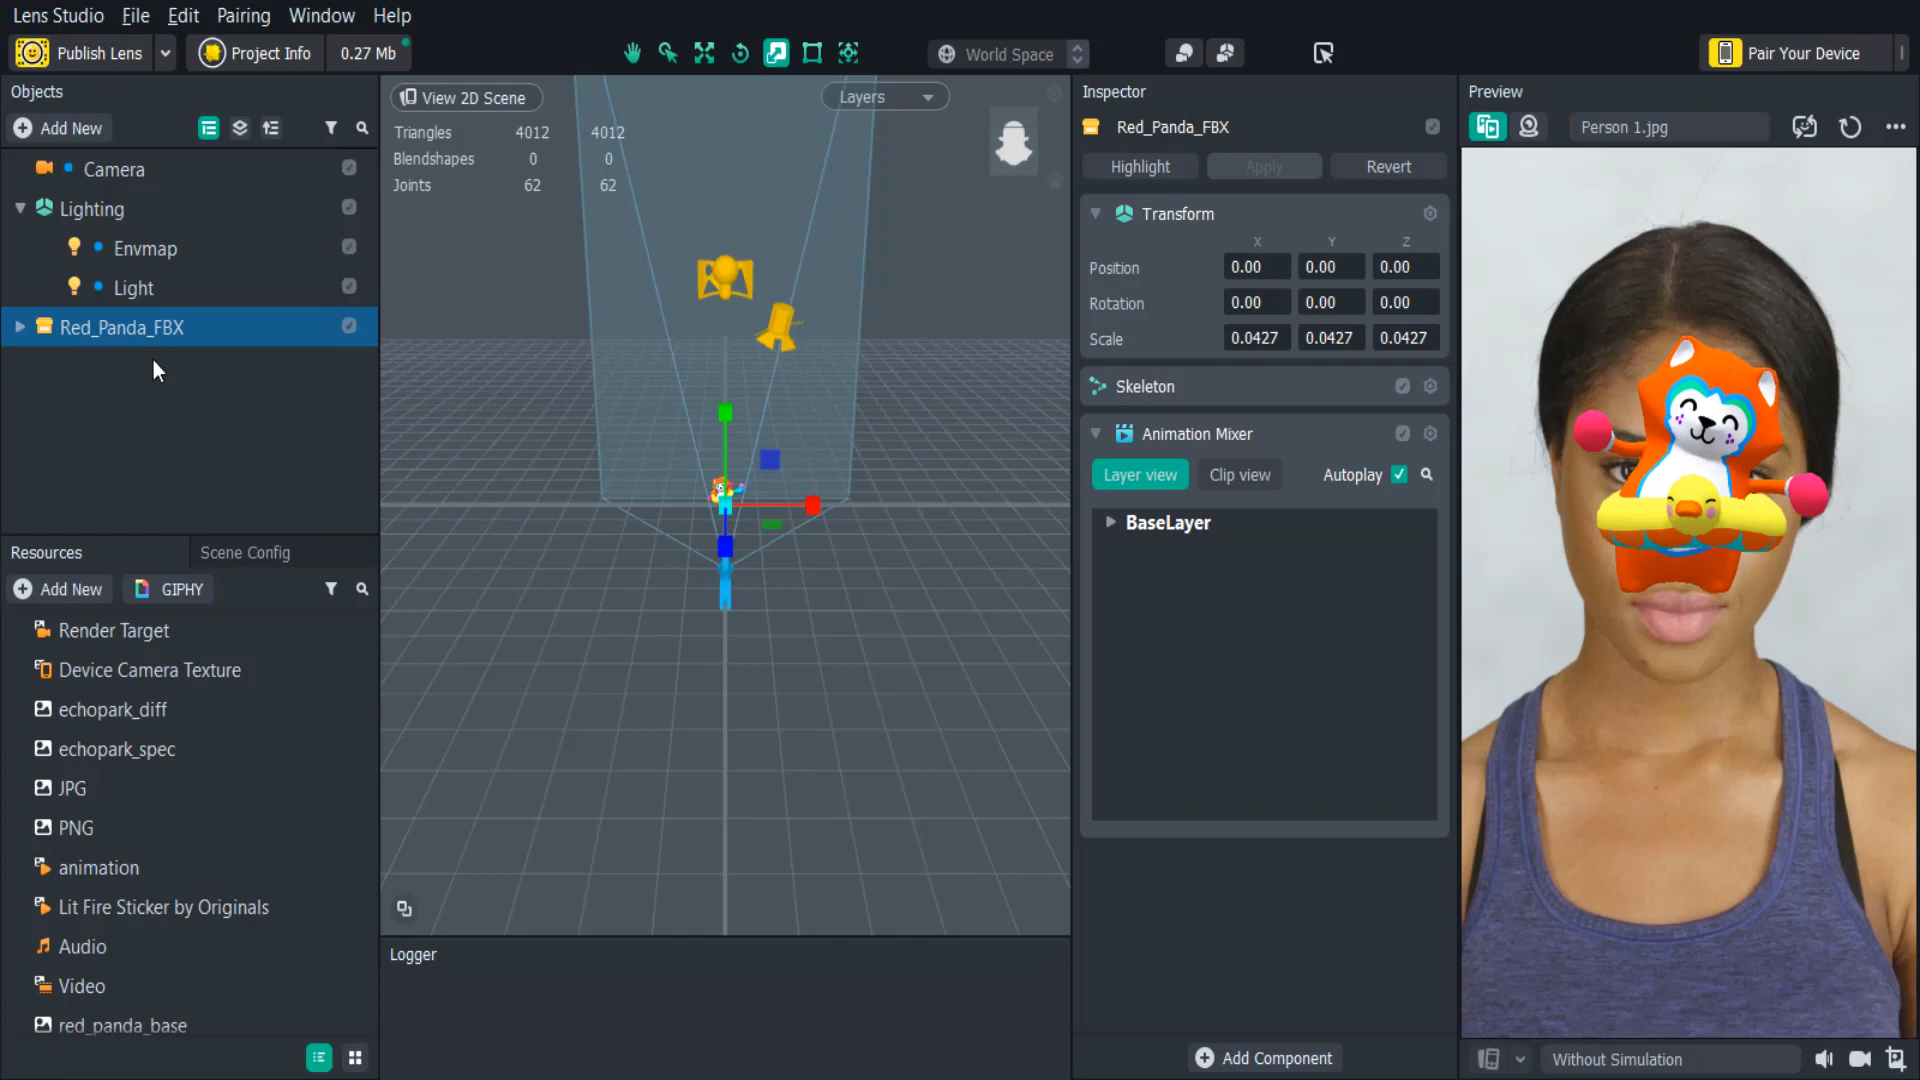 Lens Studio File Edit Pairing Window Help
Publish Lens Project Info 0.27 Mb World Space Pair Your Device
Objects
Add New
Camera
Lighting
Envmap
Light
Red_Panda_FBX
Resources Scene Config
Add New GIPHY
Render Target
Device Camera Texture
echopark_diff
echopark_spec
JPG
PNG
animation
Lit Fire Sticker by Originals
Audio
Video
red_panda_base
View 2D Scene Layers
Triangles 4012 4012
Blendshapes 0 0
Joints 62 62
Logger
Inspector
Red_Panda_FBX
Highlight Apply Revert
Transform
X Y Z
Position 0.00 0.00 0.00
Rotation 0.00 0.00 0.00
Scale 0.0427 0.0427 0.0427
Skeleton
Animation Mixer
Layer view Clip view Autoplay
BaseLayer
Add Component
Preview
Person 1.jpg
Without Simulation